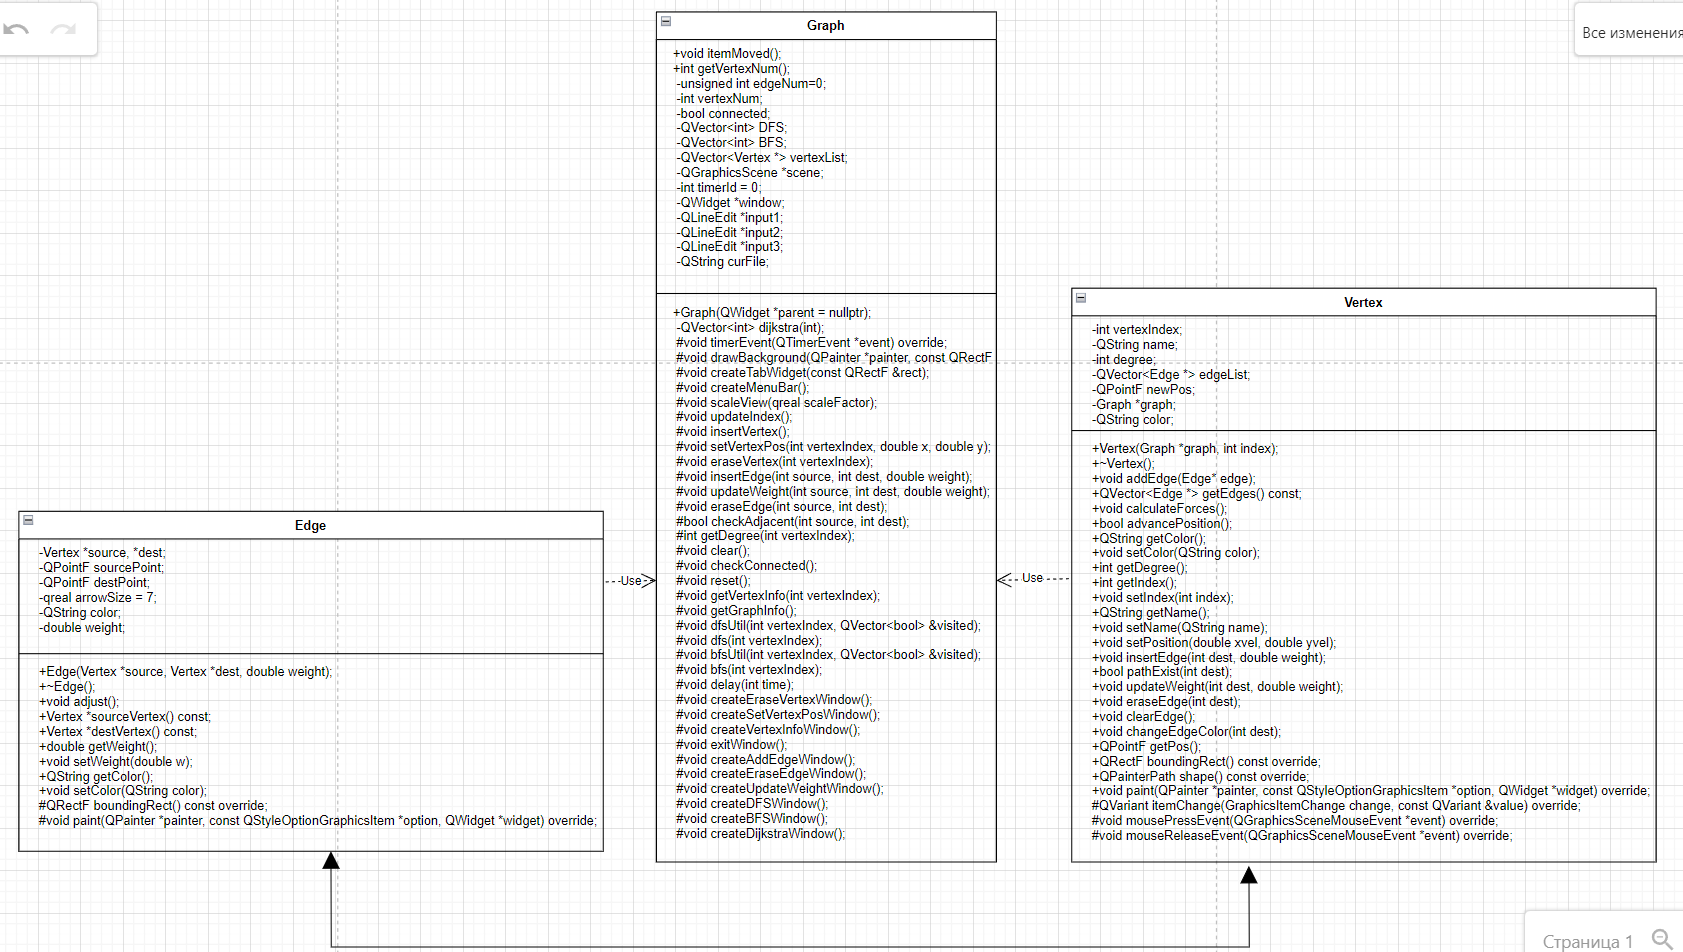 Все изменения
Graph
+void itemMoved();
+int getVertexNum();
-unsigned int edgeNum=0;
-int vertexNum;
-bool connected;
-QVector<int> DFS;
-QVector<int> BFS;
-QVector<Vertex *> vertexList;
-QGraphicsScene *scene;
-int timerId = 0;
-QWidget *window;
-QLineEdit *input1;
-QLineEdit *input2;
-QLineEdit *input3;
-QString curFile;
+Graph(QWidget *parent = nullptr);
-QVector<int> dijkstra(int);
#void timerEvent(QTimerEvent *event) override;
#void drawBackground(QPainter *painter, const QRectF
#void createTabWidget(const QRectF &rect);
#void createMenuBar();
#void scaleView(qreal scaleFactor);
#void updateIndex();
#void insertVertex();
#void setVertexPos(int vertexIndex, double x, double y);
#void eraseVertex(int vertexIndex);
#void insertEdge(int source, int dest, double weight);
#void updateWeight(int source, int dest, double weight);
#void eraseEdge(int source, int dest);
#bool checkAdjacent(int source, int dest);
#int getDegree(int vertexIndex);
#void clear();
#void checkConnected();
#void reset();
#void getVertexInfo(int vertexIndex);
#void getGraphInfo();
#void dfsUtil(int vertexIndex, QVector<bool> &visited);
#void dfs(int vertexIndex);
#void bfsUtil(int vertexIndex, QVector<bool> &visited);
#void bfs(int vertexIndex);
#void delay(int time);
#void createEraseVertexWindow();
#void createSetVertexPosWindow();
#void createVertexInfoWindow();
#void exitWindow();
#void createAddEdgeWindow();
#void createEraseEdgeWindow();
#void createUpdateWeightWindow();
#void createDFSWindow();
#void createBFSWindow();
#void createDijkstraWindow();
Vertex
-int vertexIndex;
-QString name;
-int degree;
-QVector<Edge *> edgeList;
-QPointF newPos;
-Graph *graph;
-QString color;
+Vertex(Graph *graph, int index);
+~Vertex();
+void addEdge(Edge* edge);
+QVector<Edge *> getEdges() const;
+void calculateForces();
+bool advancePosition();
+QString getColor();
+void setColor(QString color);
+int getDegree();
+int getIndex();
+void setIndex(int index);
+QString getName();
+void setName(QString name);
+void setPosition(double xvel, double yvel);
+void insertEdge(int dest, double weight);
+bool pathExist(int dest);
+void updateWeight(int dest, double weight);
+void eraseEdge(int dest);
+void clearEdge();
+void changeEdgeColor(int dest);
+QPointF getPos();
+QRectF boundingRect() const override;
+QPainterPath shape() const override;
+void paint(QPainter *painter, const QStyleOptionGraphicsItem *option, QWidget *widget) override;
#QVariant itemChange(GraphicsItemChange change, const QVariant &value) override;
#void mousePressEvent(QGraphicsSceneMouseEvent *event) override;
#void mouseReleaseEvent(QGraphicsSceneMouseEvent *event) override;
Edge
-Vertex *source, *dest;
-QPointF sourcePoint;
-QPointF destPoint;
-qreal arrowSize = 7;
-QString color;
-double weight;
+Edge(Vertex *source, Vertex *dest, double weight);
+~Edge();
+void adjust();
+Vertex *sourceVertex() const;
+Vertex *destVertex() const;
+double getWeight();
+void setWeight(double w);
+QString getColor();
+void setColor(QString color);
#QRectF boundingRect() const override;
#void paint(QPainter *painter, const QStyleOptionGraphicsItem *option, QWidget *widget) override;
Use
Use
Страница 1